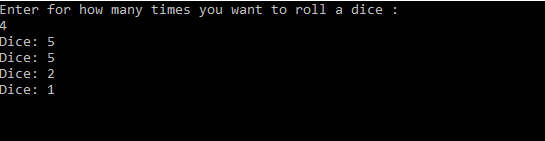 Enter for how many times you want to roll a dice :
4
Dice: 5
Dice: 5
Dice: 2
Dice: 1